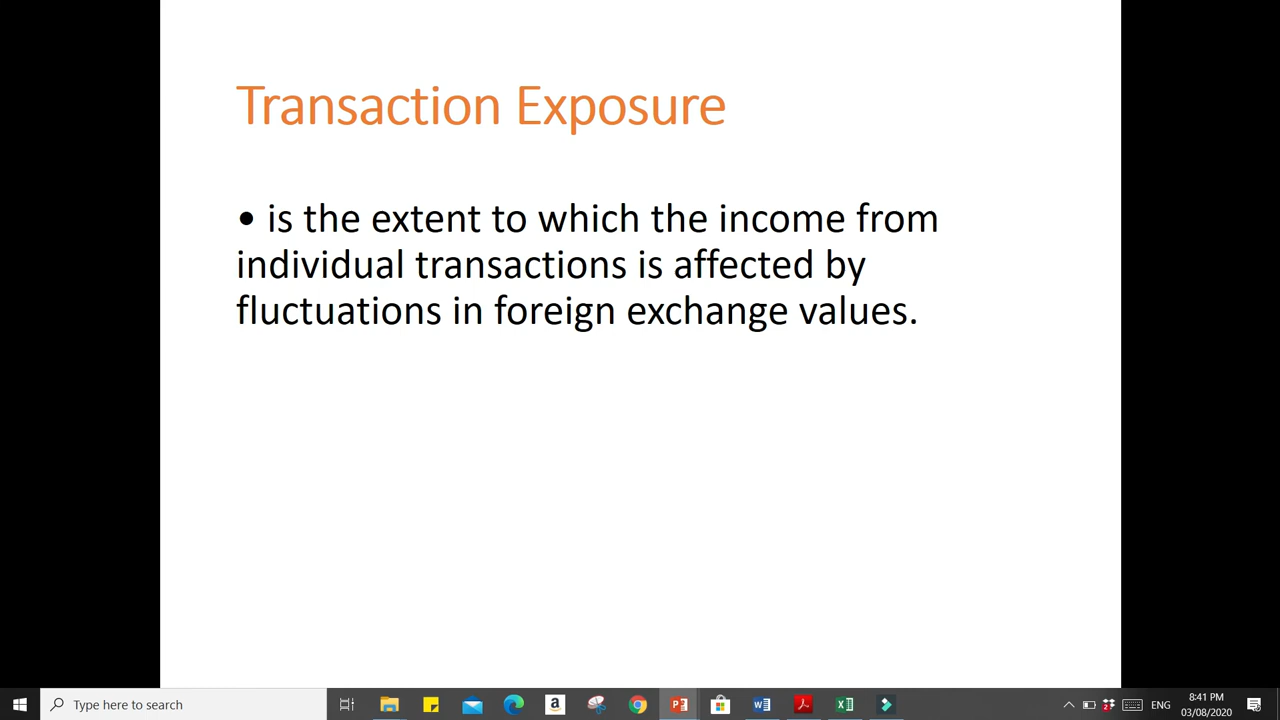 Transaction Exposure
• is the extent to which the income from
individual transactions is affected by
fluctuations in foreign exchange values.
Type here to search
ENG
8:41 PM
03/08/2020